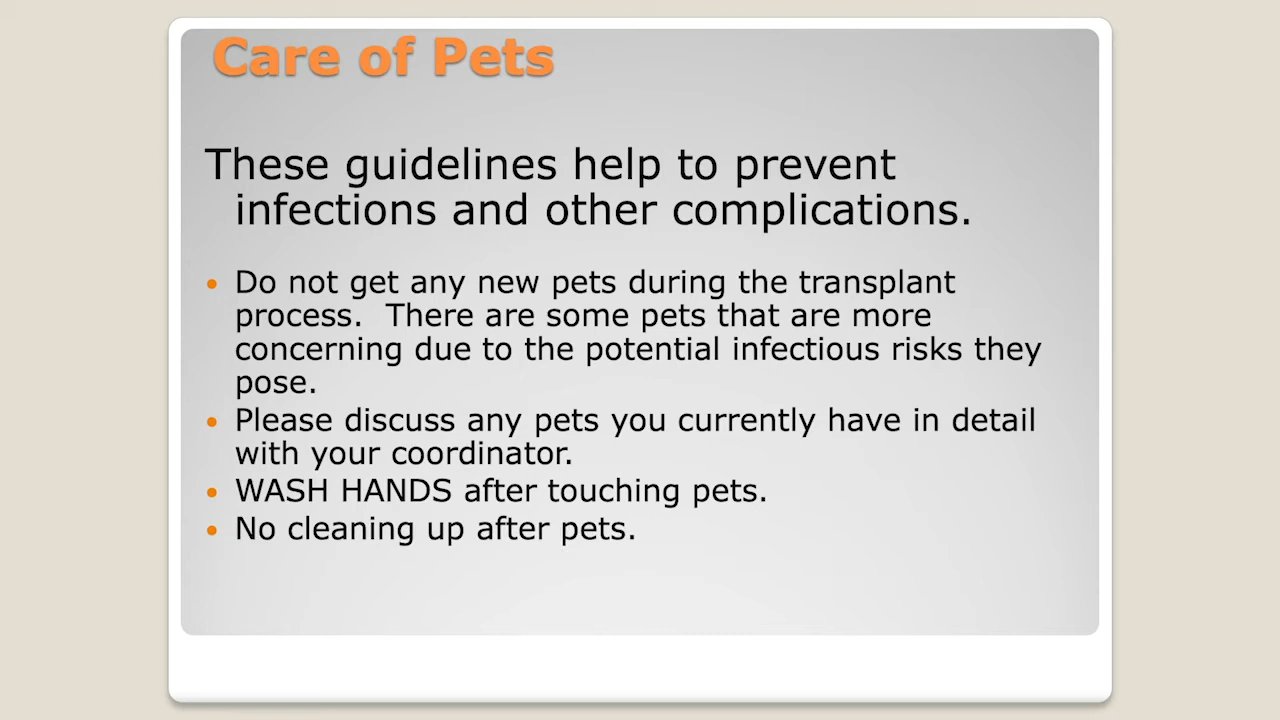 Care of Pets
These guidelines help to prevent
infections and other complications.
• Do not get any new pets during the transplant
process.  There are some pets that are more
concerning due to the potential infectious risks they
pose.
• Please discuss any pets you currently have in detail
with your coordinator.
• WASH HANDS after touching pets.
• No cleaning up after pets.